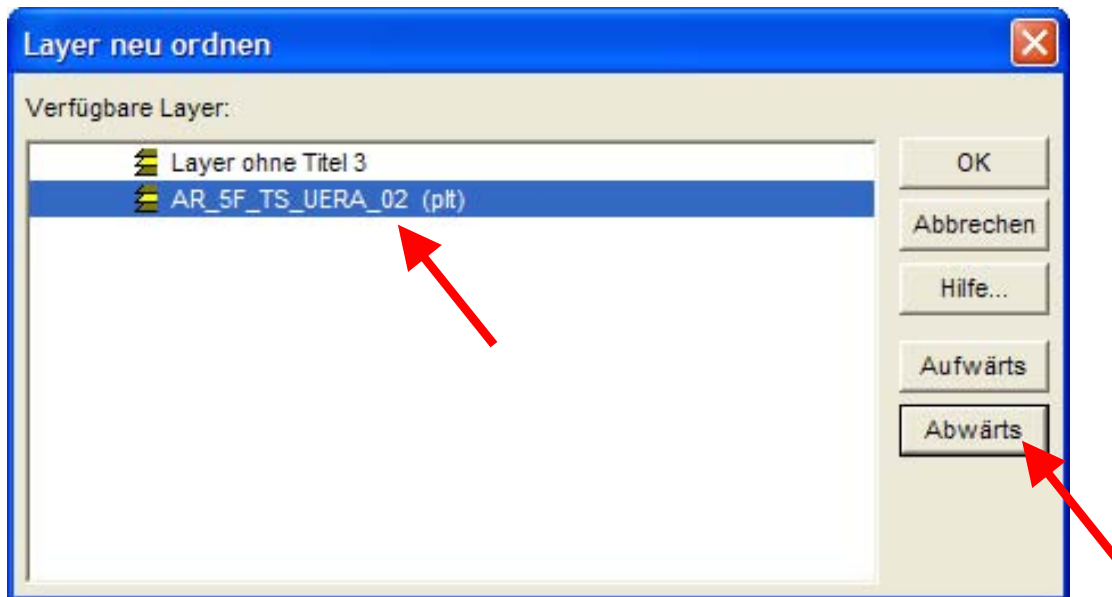 Layer neu ordnen
Verfügbare Layer:
Layer ohne Titel 3
AR_5F_TS_UERA_02 (plt)
OK
Abbrechen
Hilfe...
Aufwärts
Abwärts